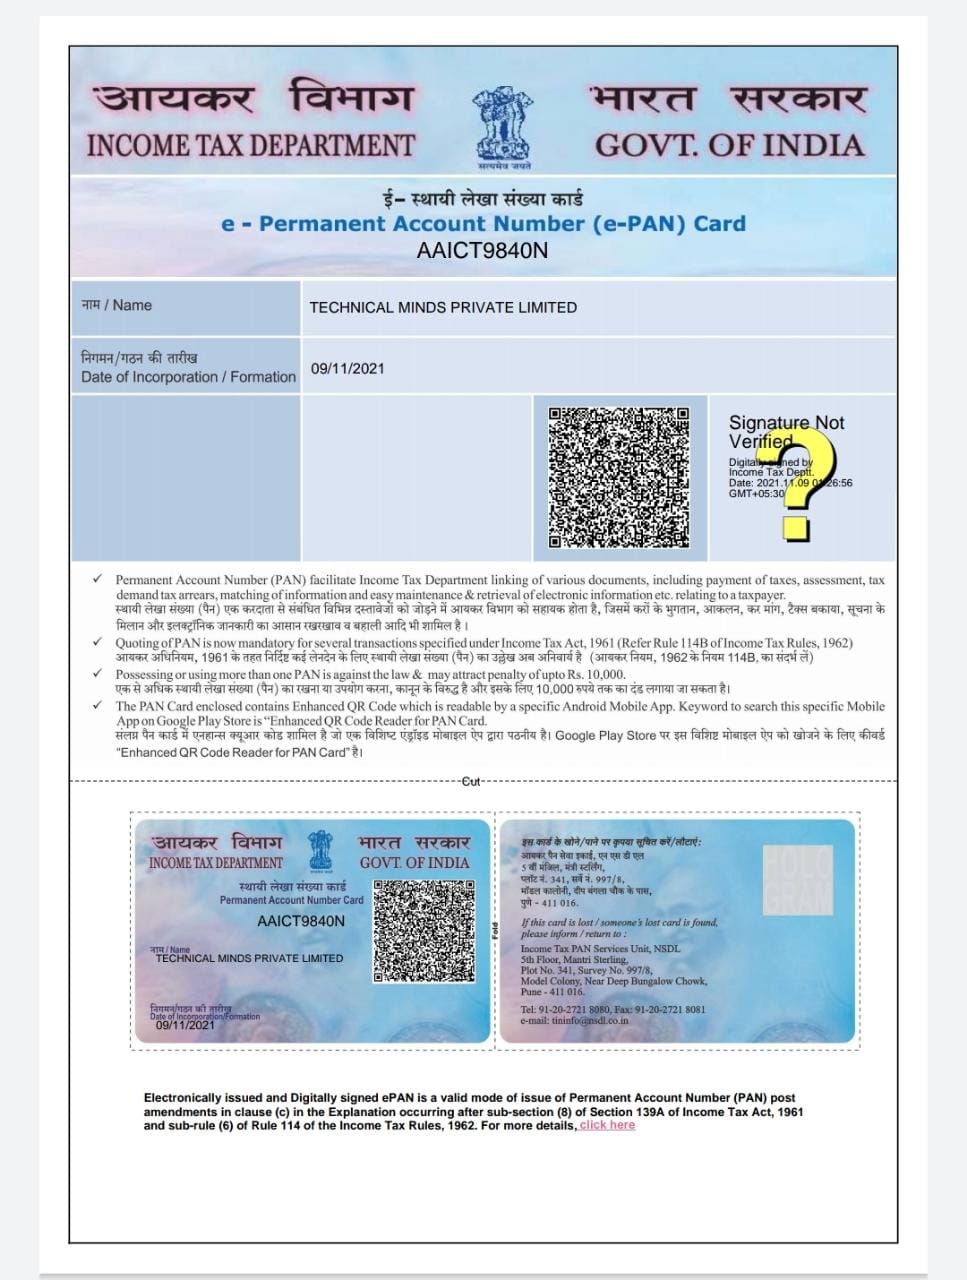 आयकर विभाग
INCOME TAX DEPARTMENT
सत्यमेव जयते
भारत सरकार
GOVT. OF INDIA
ई– स्थायी लेखा संख्या कार्ड
e - Permanent Account Number (e-PAN) Card
AAICT9840N
नाम / Name
TECHNICAL MINDS PRIVATE LIMITED
निगमन/गठन की तारीख
Date of Incorporation / Formation
09/11/2021
Signature Not
Verified
Digitally signed by
Income Tax Deptt.
Date: 2021.11.09 :26:56
GMT+05:30
✓ Permanent Account Number (PAN) facilitate Income Tax Department linking of various documents, including payment of taxes, assessment, tax
demand tax arrears, matching of information and easy maintenance & retrieval of electronic information etc. relating to a taxpayer.
स्थायी लेखा संख्या (पैन) एक करदाता से संबंधित विभिन्न दस्तावेजों को जोड़ने में आयकर विभाग को सहायक होता है, जिसमें करों के भुगतान, आकलन, कर मांग, टैक्स बकाया, सूचना के
मिलान और इलक्ट्रॉनिक जानकारी का आसान रखरखाव व बहाली आदि भी शामिल है ।
✓ Quoting of PAN is now mandatory for several transactions specified under Income Tax Act, 1961 (Refer Rule 114B of Income Tax Rules, 1962)
आयकर अधिनियम, 1961 के तहत निर्दिष्ट कई लेनदेन के लिए स्थायी लेखा संख्या (पैन) का उल्लेख अब अनिवार्य है (आयकर नियम, 1962 के नियम 114B, का संदर्भ लें)
✓ Possessing or using more than one PAN is against the law & may attract penalty of upto Rs. 10,000.
एक से अधिक स्थायी लेखा संख्या (पैन) का रखना या उपयोग करना, कानून के विरुद्ध है और इसके लिए 10,000 रुपये तक का दंड लगाया जा सकता है।
✓ The PAN Card enclosed contains Enhanced QR Code which is readable by a specific Android Mobile App. Keyword to search this specific Mobile
App on Google Play Store is “Enhanced QR Code Reader for PAN Card.
संलग्न पैन कार्ड में एनहान्स क्यूआर कोड शामिल है जो एक विशिष्ट एंड्रॉइड मोबाइल ऐप द्वारा पठनीय है। Google Play Store पर इस विशिष्ट मोबाइल ऐप को खोजने के लिए कीवर्ड
“Enhanced QR Code Reader for PAN Card” है।
Cut
आयकर विभाग
INCOME TAX DEPARTMENT
भारत सरकार
GOVT. OF INDIA
स्थायी लेखा संख्या कार्ड
Permanent Account Number Card
AAICT9840N
नाम / Name
TECHNICAL MINDS PRIVATE LIMITED
निगमन/गठन की तारीख
Date of Incorporation/Formation
09/11/2021
Fold
इस कार्ड के खोने/पाने पर कृपया सूचित करें/लौटाएं:
आयकर पैन सेवा इकाई, एन एस डी एल
5 वीं मंजिल, मंत्री स्टर्लिंग,
प्लॉट नं. 341, सर्वे नं. 997/8,
मॉडल कालोनी, दीप बंगला चौक के पास,
पुणे - 411 016.
If this card is lost / someone's lost card is found,
please inform / return to :
Income Tax PAN Services Unit, NSDL
5th Floor, Mantri Sterling,
Plot No. 341, Survey No. 997/8,
Model Colony, Near Deep Bungalow Chowk,
Pune - 411 016.
Tel: 91-20-2721 8080, Fax: 91-20-2721 8081
e-mail: tininfo@nsdl.co.in
Electronically issued and Digitally signed ePAN is a valid mode of issue of Permanent Account Number (PAN) post
amendments in clause (c) in the Explanation occurring after sub-section (8) of Section 139A of Income Tax Act, 1961
and sub-rule (6) of Rule 114 of the Income Tax Rules, 1962. For more details, click here